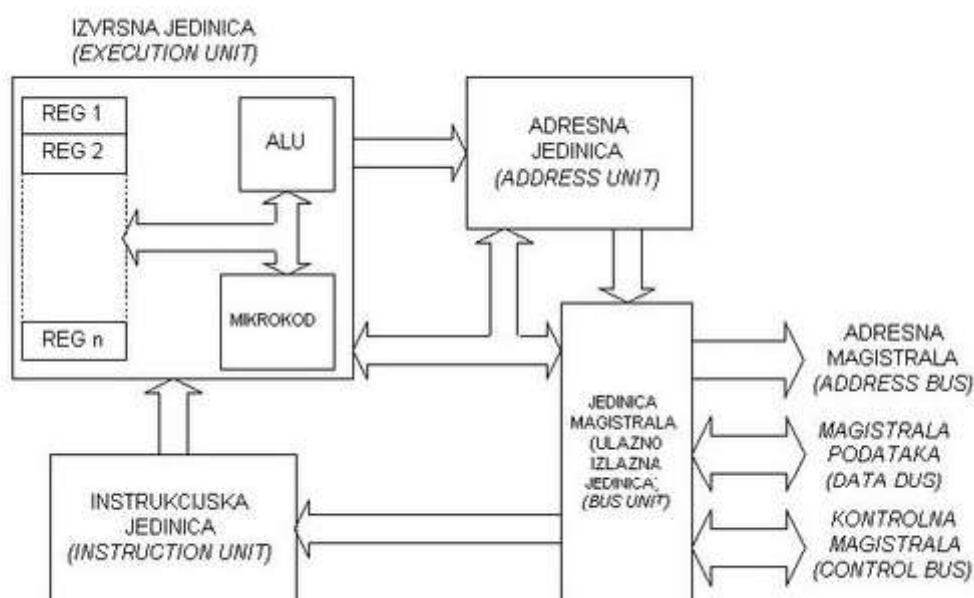 IZVRSNA JEDINICA
(EXECUTION UNIT)
REG 1
REG 2
REG n
ALU
MIKROKOD
ADRESNA
JEDINICA
(ADDRESS UNIT)
JEDINICA
MAGISTRALA
(ULAZNO
IZLAZNA
JEDINICA)
(BUS UNIT)
INSTRUKCIJSKA
JEDINICA
(INSTRUCTION UNIT)
ADRESNA
MAGISTRALA
(ADDRESS BUS)
MAGISTRALA
PODATAKA
(DATA DUS)
KONTROLNA
MAGISTRALA
(CONTROL BUS)